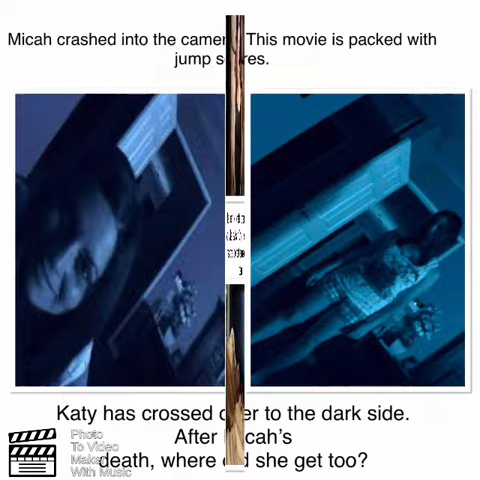 Micah crashed into the camer This movie is packed with
jump s res.
Katy has crossed er to the dark side.
After cah's
death, where d she get too?
Photo
To Video
Maker
With Music